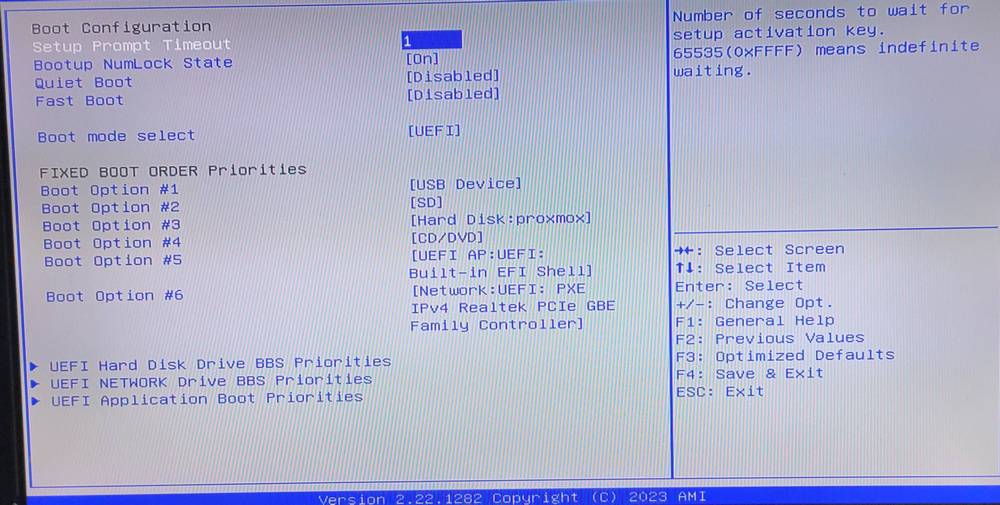 Boot Configuration
Setup Prompt Timeout 1
Bootup NumLock State [On]
Quiet Boot [Disabled]
Fast Boot [Disabled]
Boot mode select [UEFI]
FIXED BOOT ORDER Priorities
Boot Option #1 [USB Device]
Boot Option #2 [SD]
Boot Option #3 [Hard Disk:proxmox]
Boot Option #4 [CD/DVD]
Boot Option #5 [UEFI AP:UEFI:
Built-in EFI Shell]
Boot Option #6 [Network:UEFI: PXE
IPv4 Realtek PCIe GBE
Family Controller]
▶ UEFI Hard Disk Drive BBS Priorities
▶ UEFI NETWORK Drive BBS Priorities
▶ UEFI Application Boot Priorities
Number of seconds to wait for
setup activation key.
65535(0xFFFF) means indefinite
waiting.
→←: Select Screen
↑↓: Select Item
Enter: Select
+/-: Change Opt.
F1: General Help
F2: Previous Values
F3: Optimized Defaults
F4: Save & Exit
ESC: Exit
Version 2.22.1282 Copyright (C) 2023 AMI